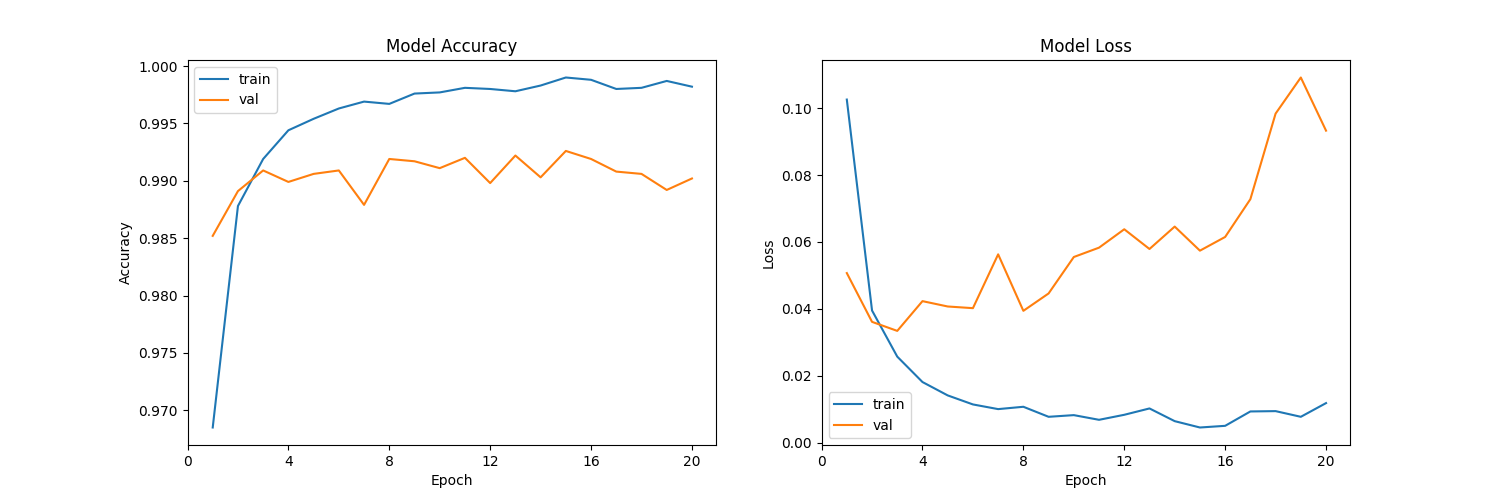 Model Accuracy
train
val
1.000
0.995
0.990
0.985
0.980
0.975
0.970
Accuracy
0
4
8
12
16
20
Epoch
Model Loss
0.10
0.08
0.06
0.04
0.02
0.00
Loss
train
val
0
4
8
12
16
20
Epoch